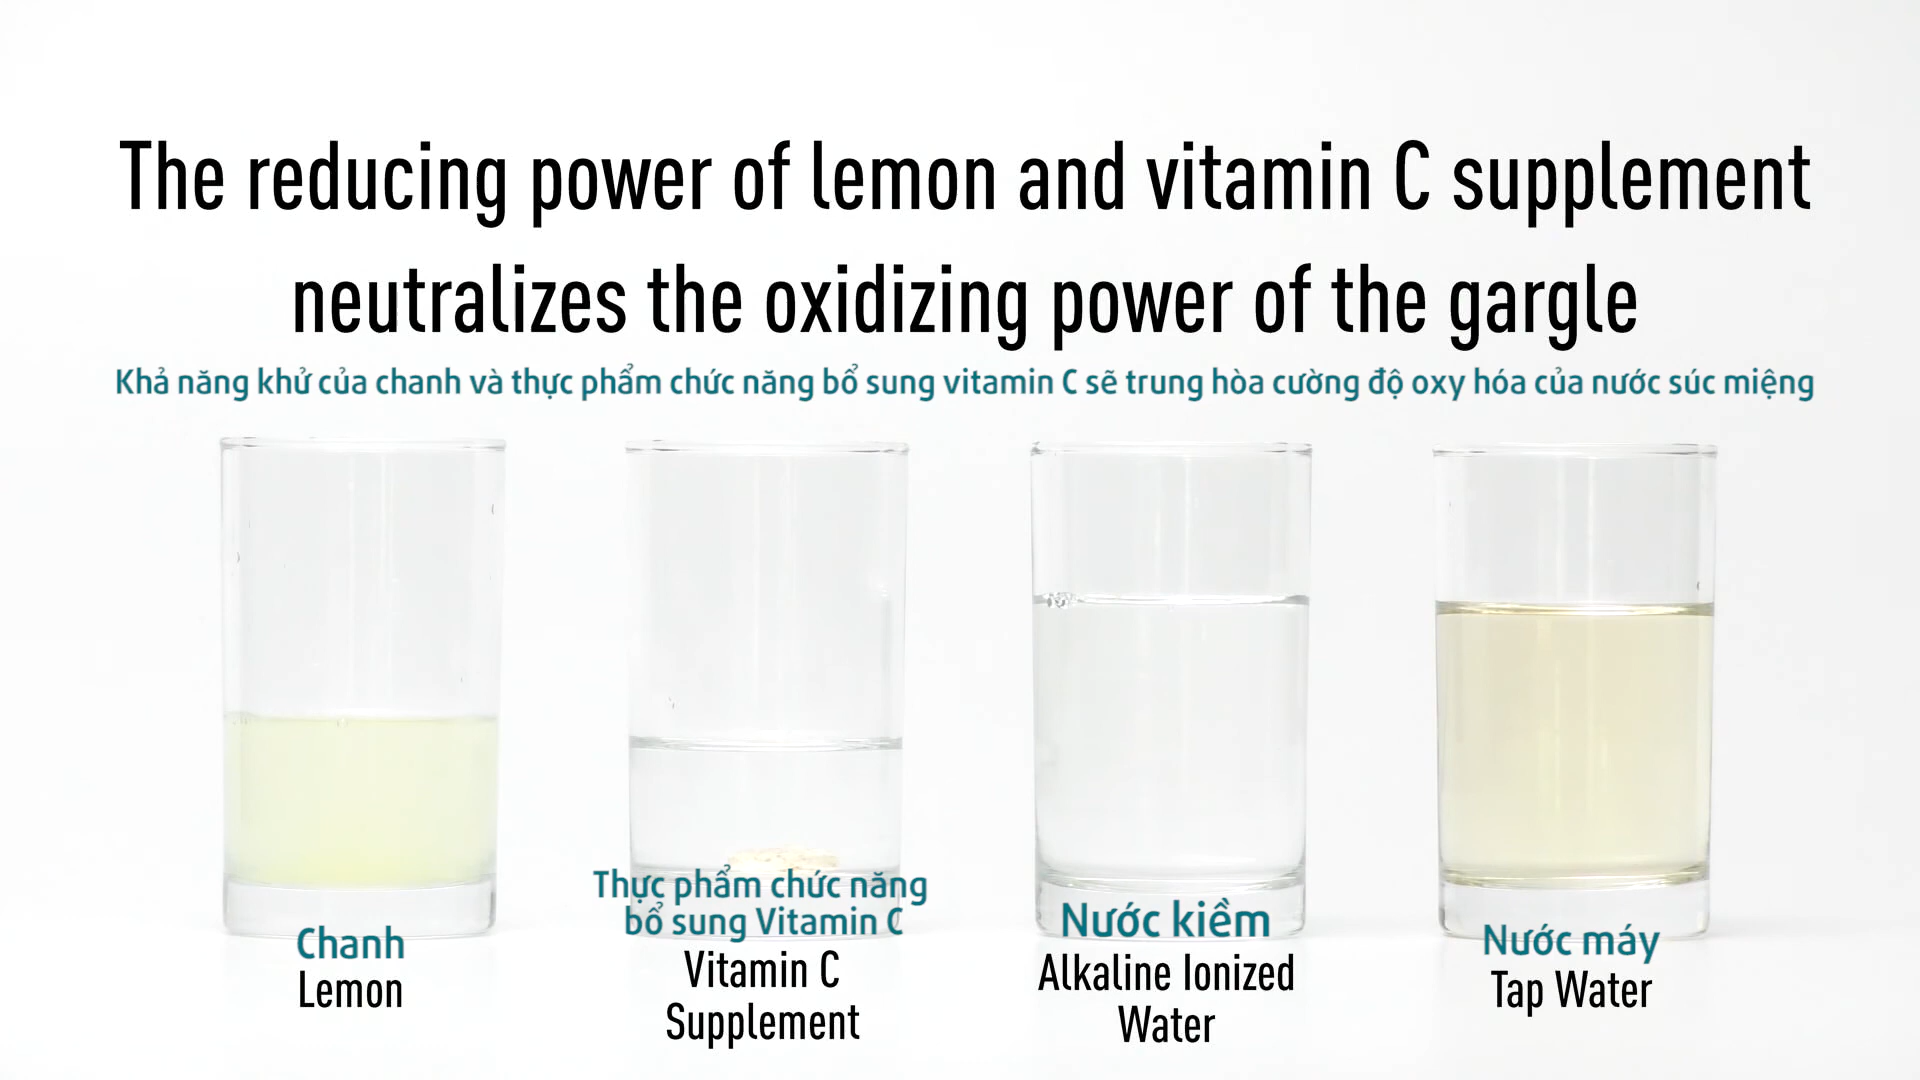 The reducing power of lemon and vitamin C supplement
neutralizes the oxidizing power of the gargle
Khả năng khử của chanh và thực phẩm chức năng bổ sung vitamin C sẽ trung hòa cường độ oxy hóa của nước súc miệng
Chanh
Lemon
Thực phẩm chức năng
bổ sung Vitamin C
Vitamin C
Supplement
Nước kiềm
Alkaline Ionized
Water
Nước máy
Tap Water